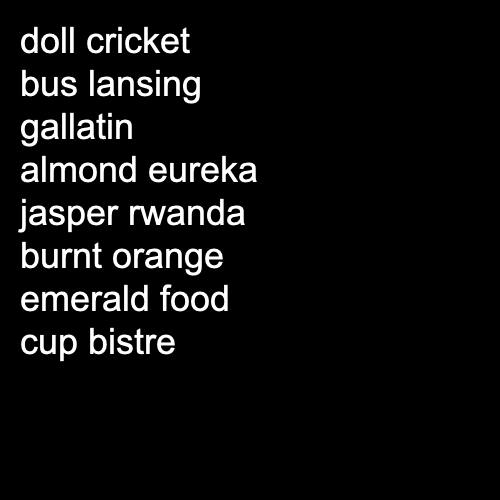 doll cricket
bus lansing
gallatin
almond eureka
jasper rwanda
burnt orange
emerald food
cup bistre